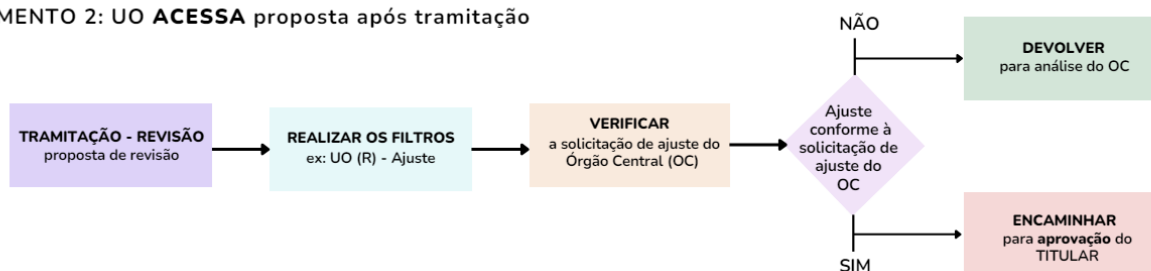 MENTO 2: UO ACESSA proposta após tramitação
TRAMITAÇÃO - REVISÃO
proposta de revisão
REALIZAR OS FILTROS
ex: UO (R) - Ajuste
VERIFICAR
a solicitação de ajuste do
Órgão Central (OC)
Ajuste
conforme à
solicitação de
ajuste do
OC
NÃO
DEVOLVER
para análise do OC
SIM
ENCAMINHAR
para aprovação do
TITULAR